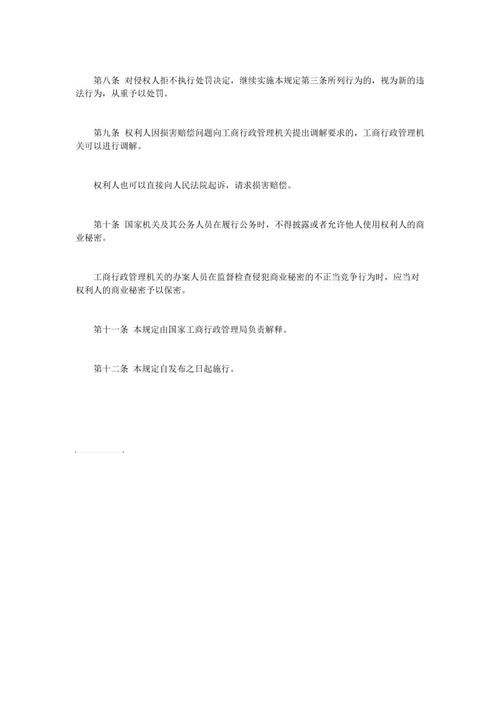 第八条 对侵权人拒不执行处罚决定，继续实施本规定第三条所列行为的，视为新的违
法行为，从重予以处罚。
第九条 权利人因损害赔偿问题向工商行政管理机关提出调解要求的，工商行政管理机
关可以进行调解。
权利人也可以直接向人民法院起诉，请求损害赔偿。
第十条 国家机关及其公务人员在履行公务时，不得披露或者允许他人使用权利人的商
业秘密。
工商行政管理机关的办案人员在监督检查侵犯商业秘密的不正当竞争行为时，应当对
权利人的商业秘密予以保密。
第十一条 本规定由国家工商行政管理局负责解释。
第十二条 本规定自发布之日起施行。